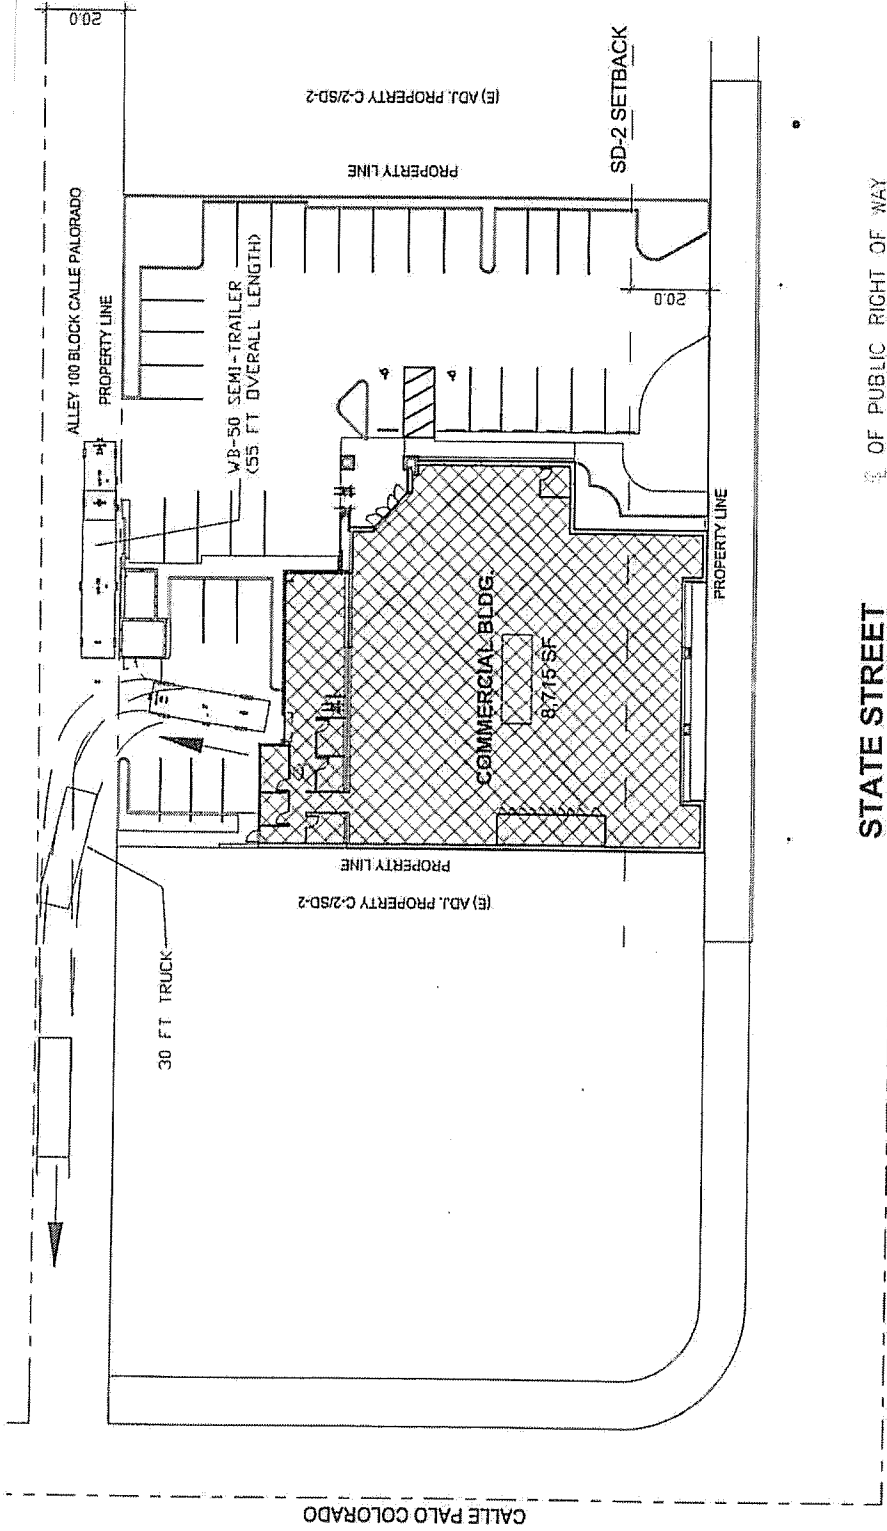 20.0
(E) ADJ. PROPERTY C-2/SD-2
SD-2 SETBACK
PROPERTY LINE
ALLEY 100 BLOCK CALLE PALORADO
PROPERTY LINE
WB-50 SEMI-TRAILER
(55 FT OVERALL LENGTH)
20.0
OF PUBLIC RIGHT OF WAY
PROPERTY LINE
COMMERCIAL BLDG.
8,715 SF
STATE STREET
PROPERTY LINE
(E) ADJ. PROPERTY C-2/SD-2
30 FT TRUCK
CALLE PALO COLORADO